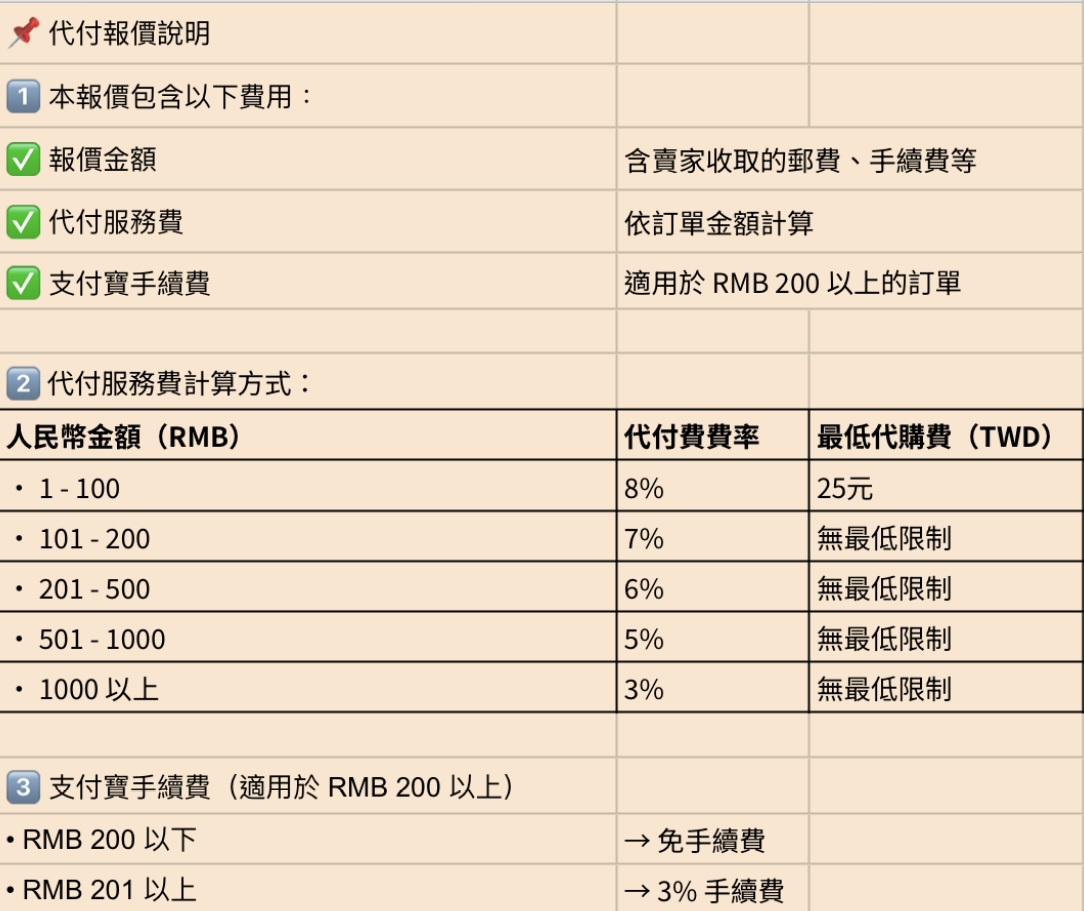 📌 代付報價說明
1️⃣ 本報價包含以下費用：
✅ 報價金額 含賣家收取的郵費、手續費等
✅ 代付服務費 依訂單金額計算
✅ 支付寶手續費 適用於 RMB 200 以上的訂單
2️⃣ 代付服務費計算方式：
人民幣金額（RMB） 代付費費率 最低代購費（TWD）
・ 1 - 100 8% 25元
・ 101 - 200 7% 無最低限制
・ 201 - 500 6% 無最低限制
・ 501 - 1000 5% 無最低限制
・ 1000 以上 3% 無最低限制
3️⃣ 支付寶手續費（適用於 RMB 200 以上）
• RMB 200 以下 → 免手續費
• RMB 201 以上 → 3% 手續費